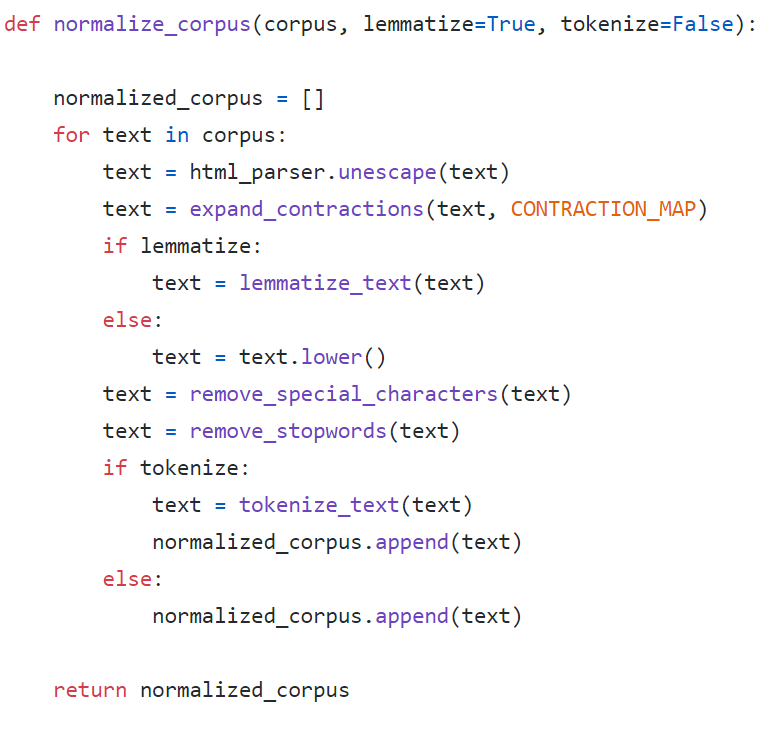 def normalize_corpus(corpus, lemmatize=True, tokenize=False):

    normalized_corpus = []
    for text in corpus:
        text = html_parser.unescape(text)
        text = expand_contractions(text, CONTRACTION_MAP)
        if lemmatize:
            text = lemmatize_text(text)
        else:
            text = text.lower()
        text = remove_special_characters(text)
        text = remove_stopwords(text)
        if tokenize:
            text = tokenize_text(text)
            normalized_corpus.append(text)
        else:
            normalized_corpus.append(text)

    return normalized_corpus